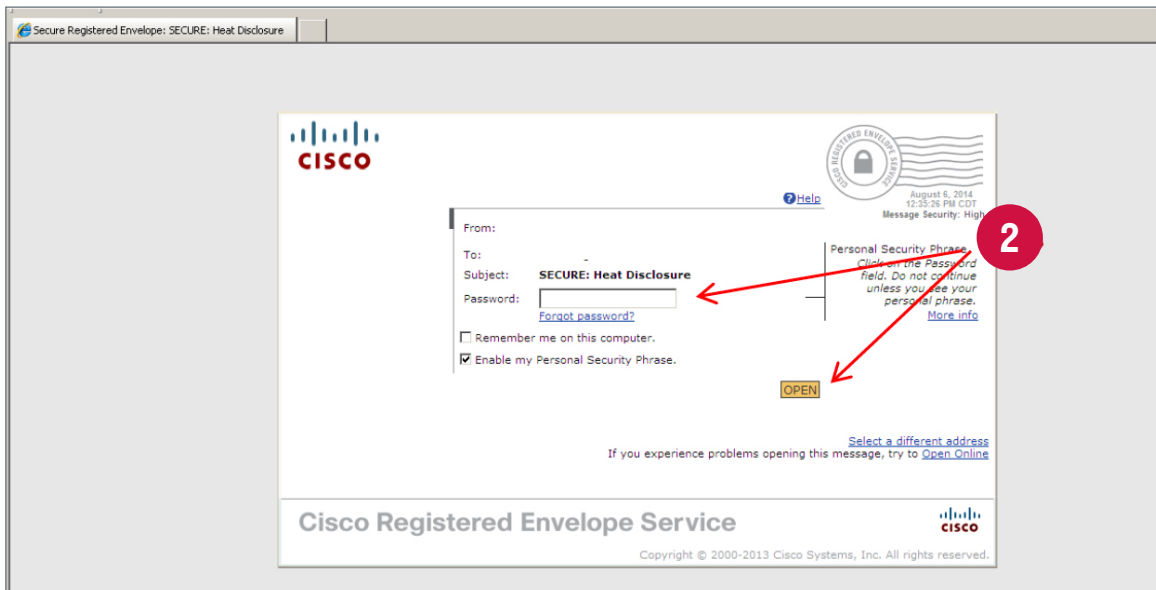 Secure Registered Envelope: SECURE: Heat Disclosure
CISCO
CISCO REGISTERED ENVELOPE SERVICE
August 6, 2014
12:35:26 PM CDT
Message Security: High
Help
From:
To: -
Subject: SECURE: Heat Disclosure
Password:
Forgot password?
Remember me on this computer.
Enable my Personal Security Phrase.
2
Personal Security Phrase
Click on the Password
field. Do not continue
unless you see your
personal phrase.
More info
OPEN
Select a different address
If you experience problems opening this message, try to Open Online
Cisco Registered Envelope Service
CISCO
Copyright © 2000-2013 Cisco Systems, Inc. All rights reserved.